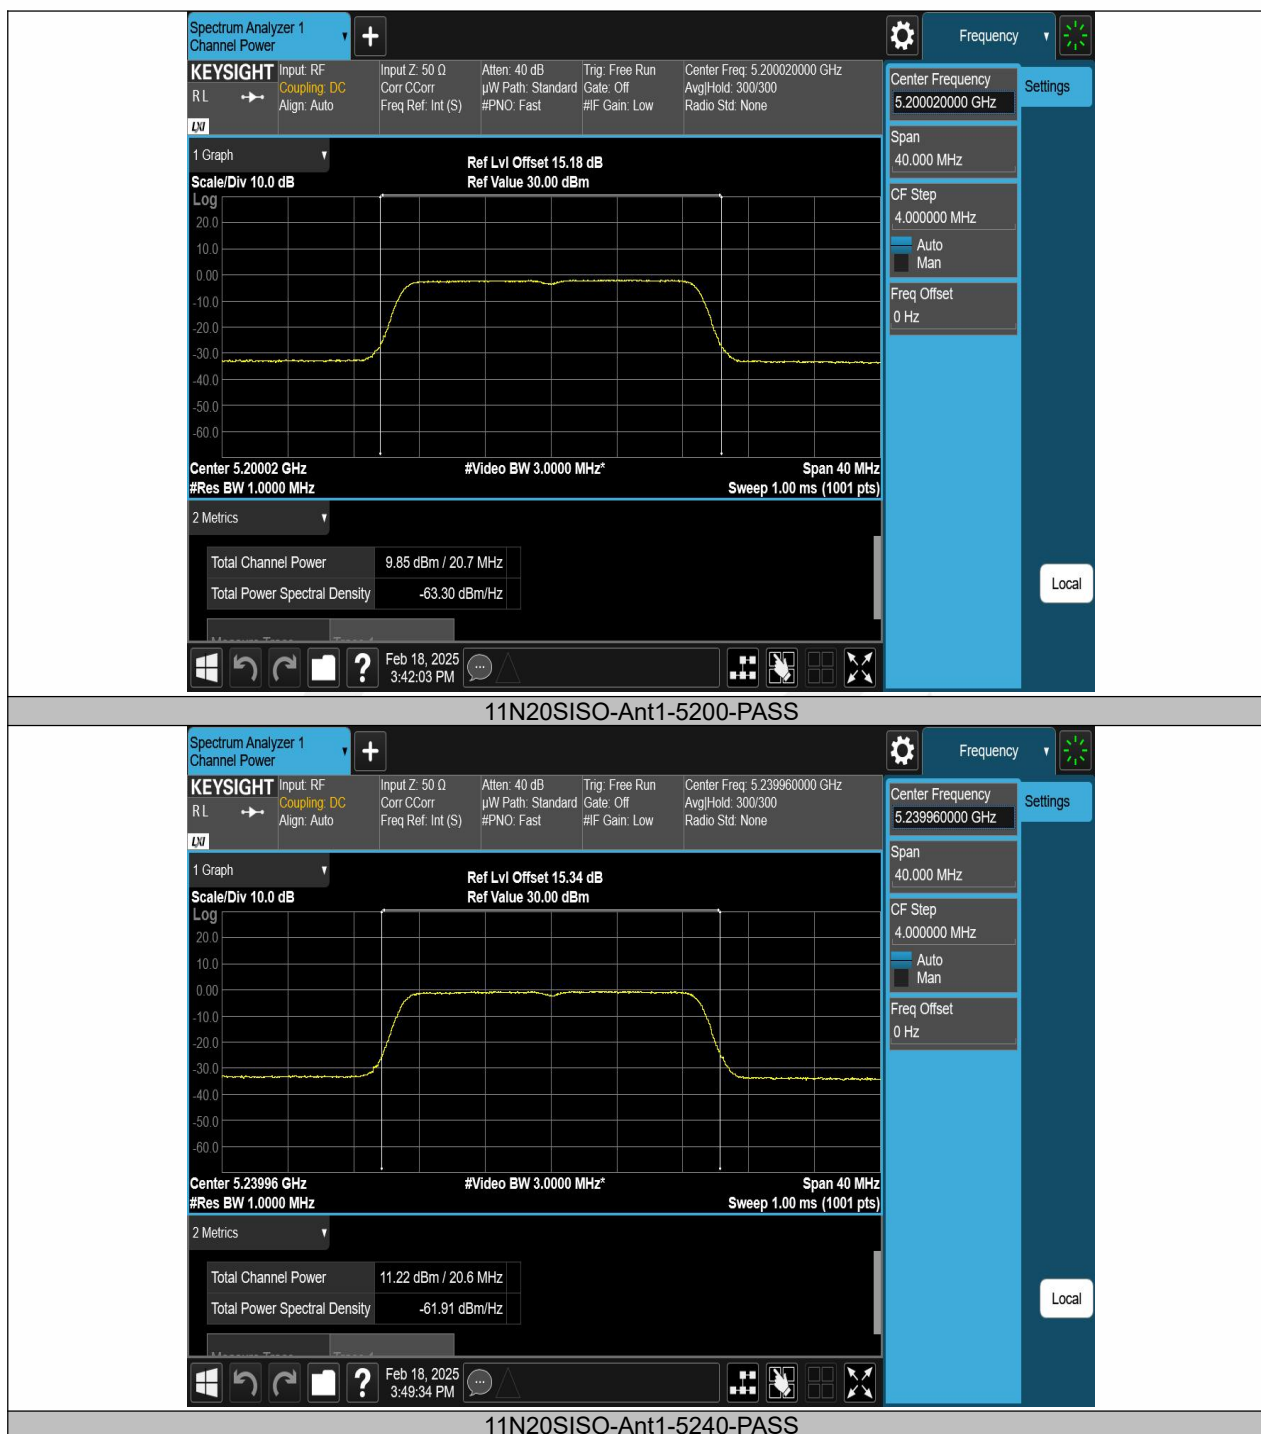 Spectrum Analyzer 1
Channel Power
+
Frequency
KEYSIGHT
R L
LXI
Input: RF
Coupling: DC
Align: Auto
Input Z: 50 Ω
Corr CCorr
Freq Ref: Int (S)
Atten: 40 dB
µW Path: Standard
#PNO: Fast
Trig: Free Run
Gate: Off
#IF Gain: Low
Center Freq: 5.200020000 GHz
Avg|Hold: 300/300
Radio Std: None
Center Frequency
5.200020000 GHz
Settings
Span
40.000 MHz
CF Step
4.000000 MHz
Auto
Man
Freq Offset
0 Hz
Local
1 Graph
Scale/Div 10.0 dB
Ref Lvl Offset 15.18 dB
Ref Value 30.00 dBm
Log
20.0
10.0
0.00
-10.0
-20.0
-30.0
-40.0
-50.0
-60.0
Center 5.20002 GHz
#Video BW 3.0000 MHz*
Span 40 MHz
#Res BW 1.0000 MHz
Sweep 1.00 ms (1001 pts)
2 Metrics
Total Channel Power 9.85 dBm / 20.7 MHz
Total Power Spectral Density -63.30 dBm/Hz
?
Feb 18, 2025
3:42:03 PM
11N20SISO-Ant1-5200-PASS
Spectrum Analyzer 1
Channel Power
+
Frequency
KEYSIGHT
R L
LXI
Input: RF
Coupling: DC
Align: Auto
Input Z: 50 Ω
Corr CCorr
Freq Ref: Int (S)
Atten: 40 dB
µW Path: Standard
#PNO: Fast
Trig: Free Run
Gate: Off
#IF Gain: Low
Center Freq: 5.239960000 GHz
Avg|Hold: 300/300
Radio Std: None
Center Frequency
5.239960000 GHz
Settings
Span
40.000 MHz
CF Step
4.000000 MHz
Auto
Man
Freq Offset
0 Hz
Local
1 Graph
Scale/Div 10.0 dB
Ref Lvl Offset 15.34 dB
Ref Value 30.00 dBm
Log
20.0
10.0
0.00
-10.0
-20.0
-30.0
-40.0
-50.0
-60.0
Center 5.23996 GHz
#Video BW 3.0000 MHz*
Span 40 MHz
#Res BW 1.0000 MHz
Sweep 1.00 ms (1001 pts)
2 Metrics
Total Channel Power 11.22 dBm / 20.6 MHz
Total Power Spectral Density -61.91 dBm/Hz
?
Feb 18, 2025
3:49:34 PM
11N20SISO-Ant1-5240-PASS